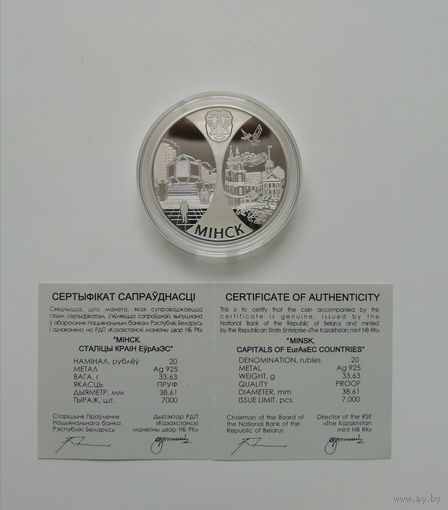 МІНСК
СЕРТЫФІКАТ САПРАЎДНАСЦІ
Сведчыць, што манета, якая суправаджаецца
гэтым сертыфікатам, з'яўляецца сапраўднай, выпушчана
ў абарачэнне Нацыянальным банкам Рэспублікі Беларусь
і адчаканена на РДП «Казахстанскі манетны двор НБ РК»
"МІНСК.
СТАЛІЦЫ КРАІН ЕўрАзЭС"
НАМІНАЛ, рублёў 20
МЕТАЛ Ag 925
ВАГА, г 33,63
ЯКАСЦЬ ПРУФ
ДЫЯМЕТР, мм 38,61
ТЫРАЖ, шт. 7000
Старшыня Праўлення
Нацыянальнага банка
Рэспублікі Беларусь
Дырэктар РДП
«Казахстанскі
манетны двор НБ РК»
CERTIFICATE OF AUTHENTICITY
This is to certify that the coin accompanied by this
certificate is genuine, issued by the
National Bank of the Republic of Belarus and minted
by the Republican State Enterprise «The Kazakhstan mint NB RK»
"MINSK.
CAPITALS OF EurAsEC COUNTRIES"
DENOMINATION, rubles 20
METAL Ag 925
WEIGHT, g 33.63
QUALITY PROOF
DIAMETER, mm 38.61
ISSUE LIMIT, pcs. 7,000
Chairman of the Board of
the National Bank of the
Republic of Belarus
Director of the RSE
«The Kazakhstan
mint NB RK»
www.ay.by